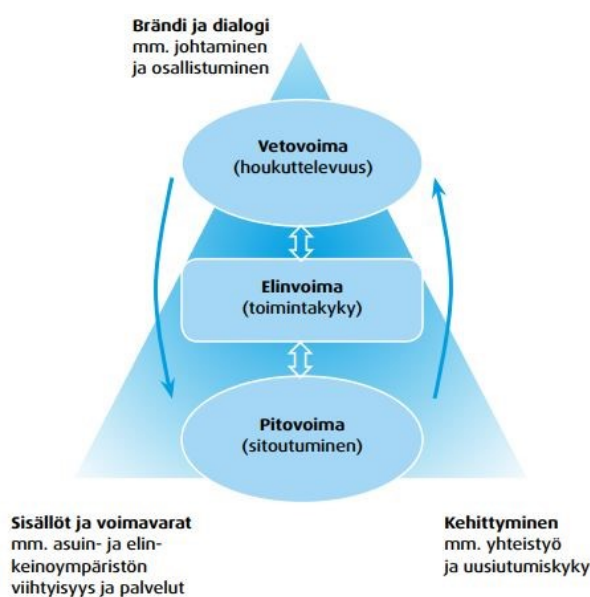 Brändi ja dialogi
mm. johtaminen
ja osallistuminen
Vetovoima
(houkuttelevuus)
Elinvoima
(toimintakyky)
Pitovoima
(sitoutuminen)
Sisällöt ja voimavarat
mm. asuin- ja elin-
keinoympäristön
viihtyisyys ja palvelut
Kehittyminen
mm. yhteistyö
ja uusiutumiskyky